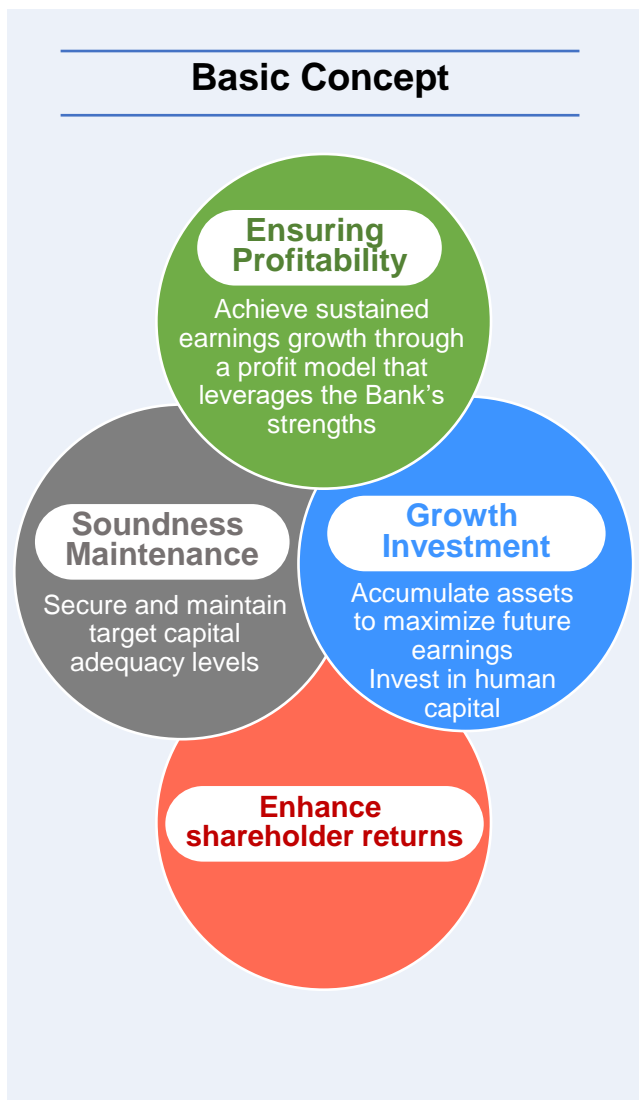 Basic Concept
Ensuring
Profitability
Achieve sustained
earnings growth through
a profit model that
leverages the Bank’s
strengths
Soundness
Maintenance
Secure and maintain
target capital
adequacy levels
Growth
Investment
Accumulate assets
to maximize future
earnings
Invest in human
capital
Enhance
shareholder returns